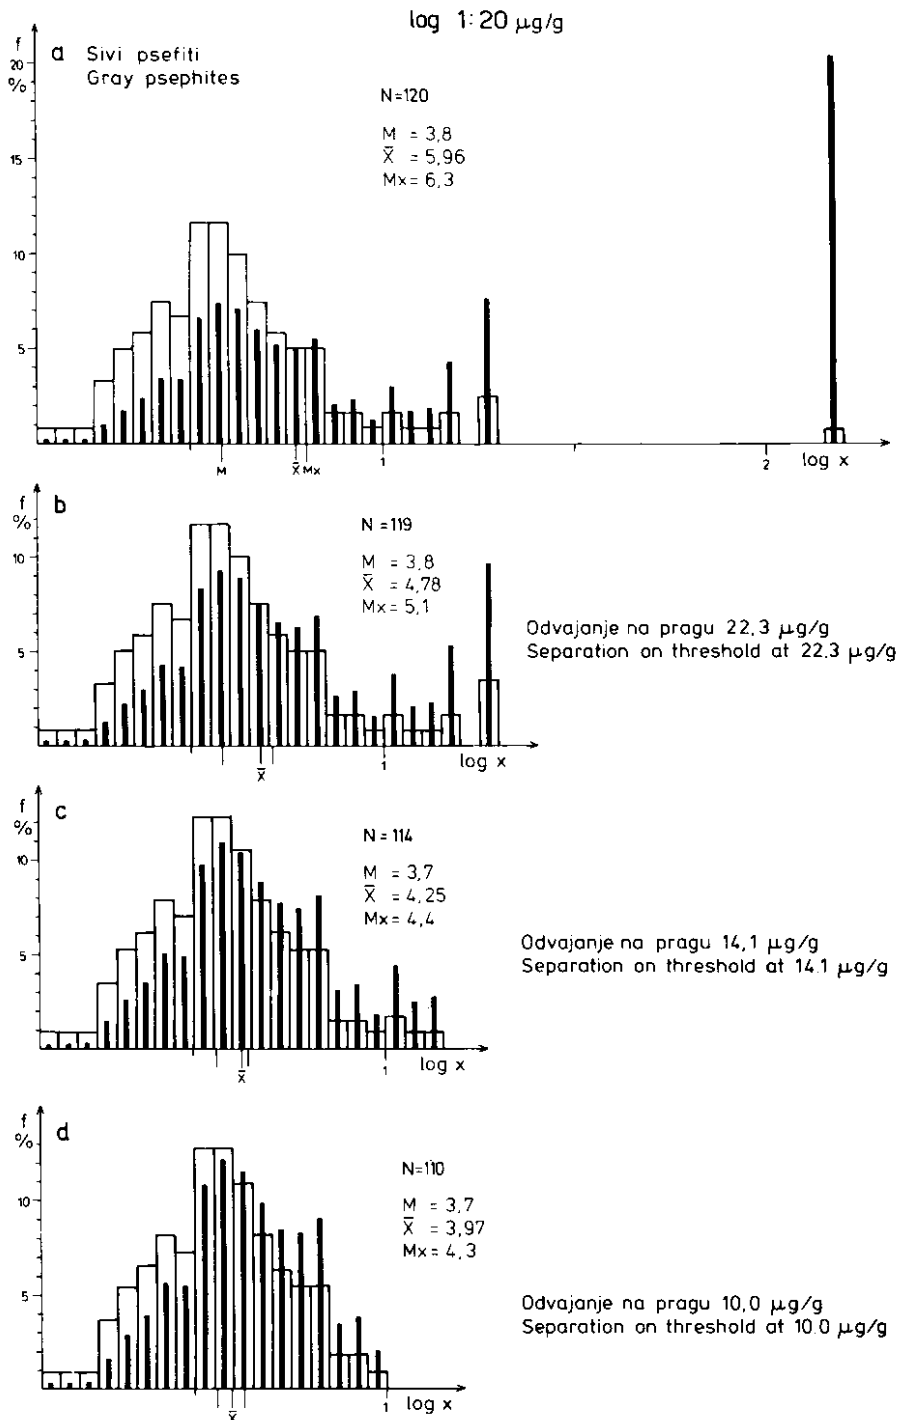 log 1:20 µg/g
f
%
a Sivi psefiti
Gray psephites
N=120
M = 3,8
X̄ = 5,96
Mx= 6,3
20
15
10
5
M X̄ Mx 1 2 log x
f
%
b
N =119
M = 3,8
X̄ = 4,78
Mx= 5,1
10
5
Odvajanje na pragu 22,3 µg/g
Separation on threshold at 22.3 µg/g
X̄ 1 log x
f
%
c
N = 114
M = 3,7
X̄ = 4,25
Mx= 4,4
10
5
Odvajanje na pragu 14,1 µg/g
Separation on threshold at 14.1 µg/g
X̄ 1 log x
f
%
d
N=110
M = 3,7
X̄ = 3,97
Mx= 4,3
10
5
Odvajanje na pragu 10,0 µg/g
Separation on threshold at 10.0 µg/g
X̄ 1 log x